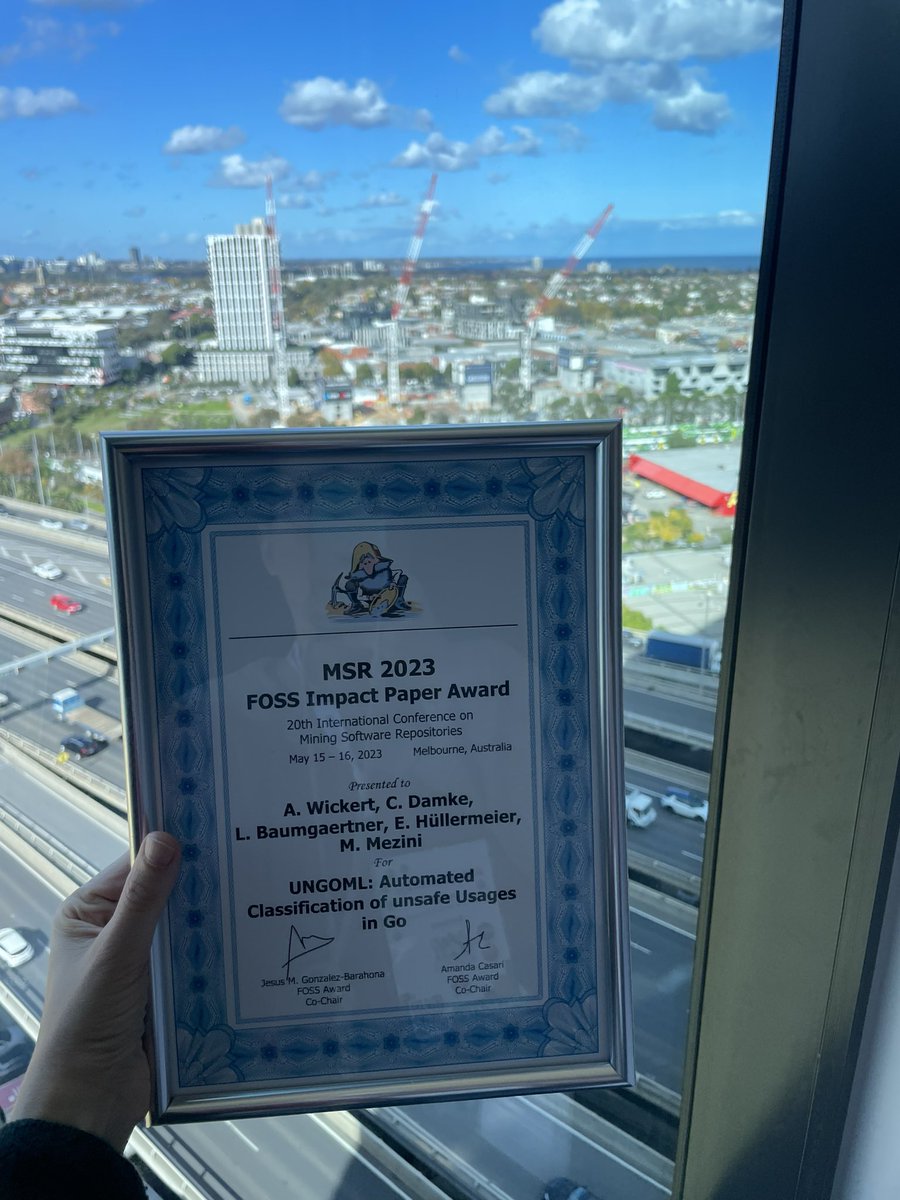 MSR 2023
FOSS Impact Paper Award
20th International Conference on
Mining Software Repositories
May 15 – 16, 2023 Melbourne, Australia
Presented to
A. Wickert, C. Damke,
L. Baumgaertner, E. Hüllermeier,
M. Mezini
For
UNGOML: Automated
Classification of unsafe Usages
in Go
Jesus M. Gonzalez-Barahona
FOSS Award
Co-Chair
Amanda Casari
FOSS Award
Co-Chair